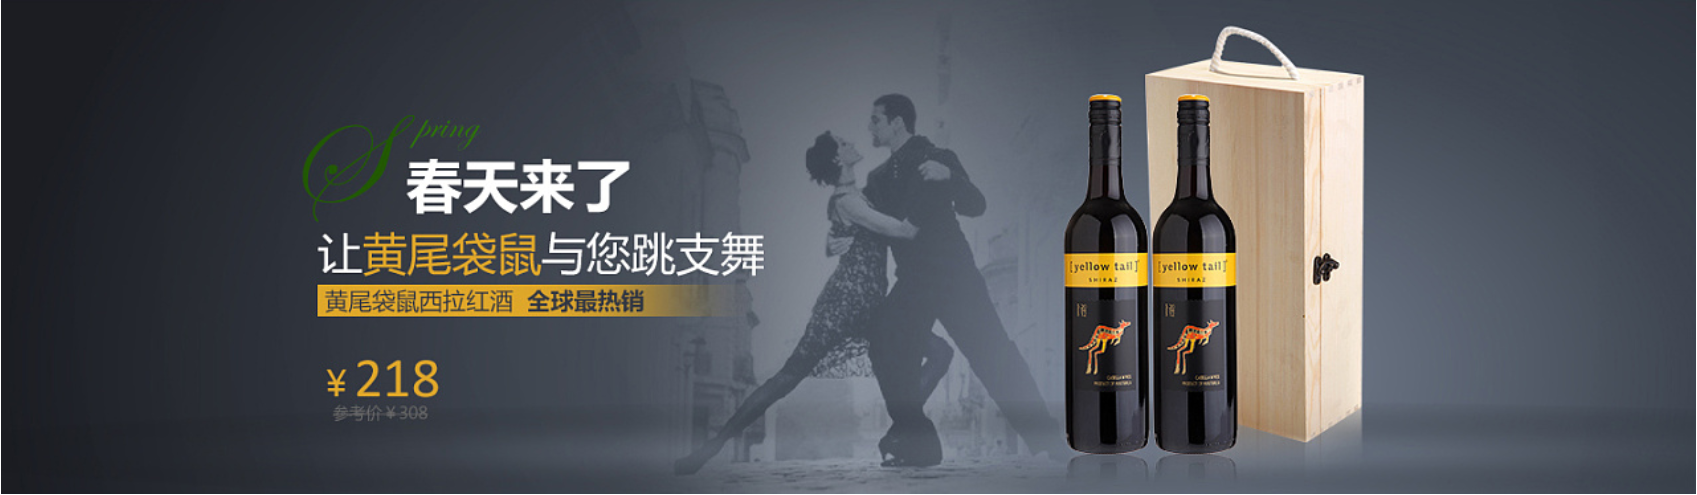 Spring
春天来了
让黄尾袋鼠与您跳支舞
黄尾袋鼠西拉红酒 全球最热销
¥218
参考价¥308
[yellow tail]
SHIRAZ
[yellow tail]
SHIRAZ